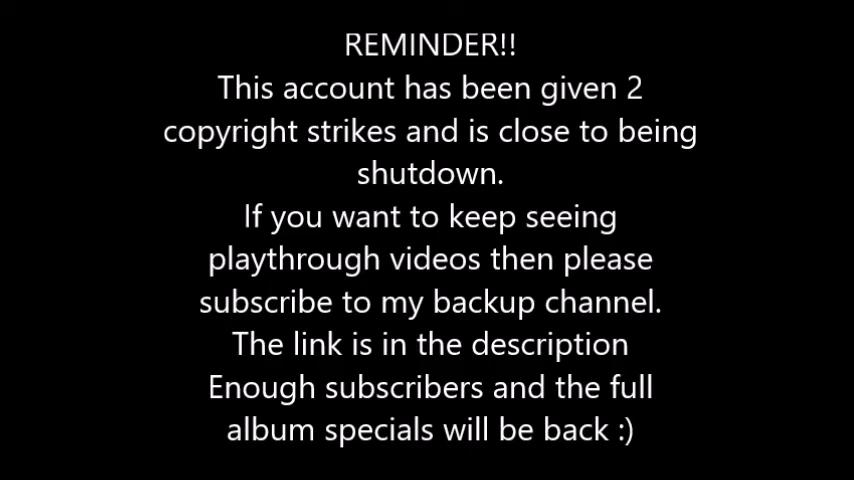 REMINDER!!
This account has been given 2
copyright strikes and is close to being
shutdown.
If you want to keep seeing
playthrough videos then please
subscribe to my backup channel.
The link is in the description
Enough subscribers and the full
album specials will be back :)